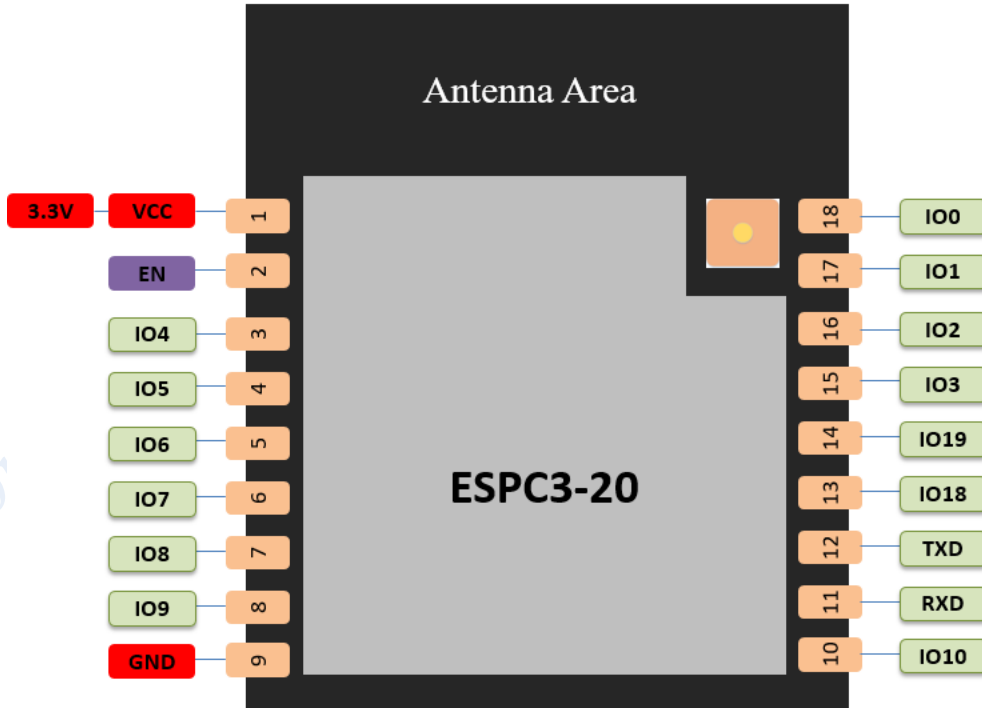 Antenna Area
3.3V VCC 1 18 IO0
EN 2 17 IO1
IO4 3 16 IO2
IO5 4 15 IO3
IO6 5 14 IO19
ESPC3-20
IO7 6 13 IO18
IO8 7 12 TXD
IO9 8 11 RXD
GND 9 10 IO10